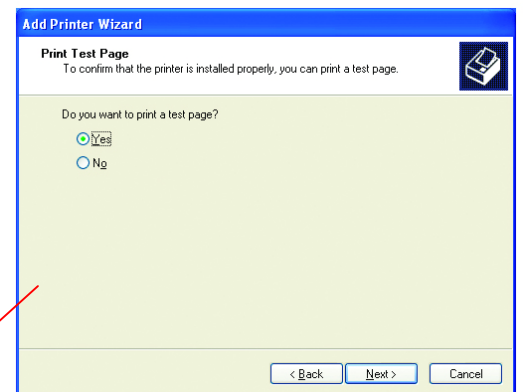 Add Printer Wizard
Print Test Page
To confirm that the printer is installed properly, you can print a test page.
Do you want to print a test page?
Yes
No
< Back
Next >
Cancel